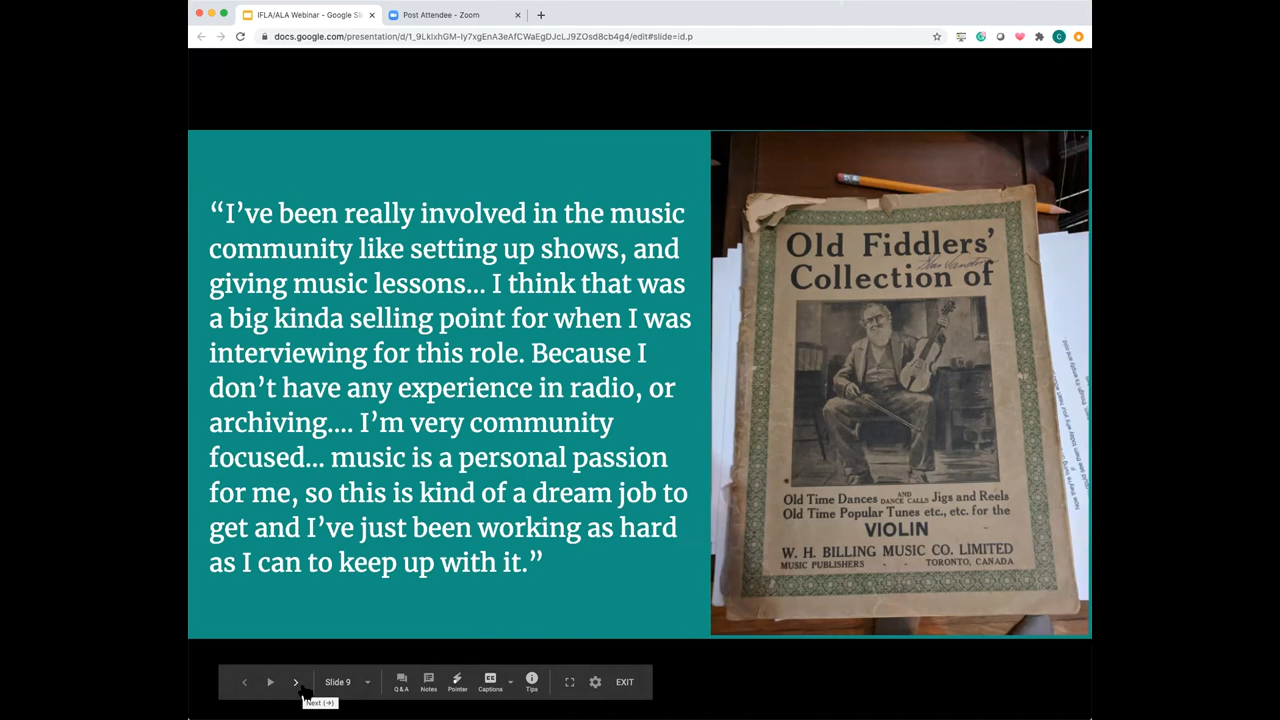 IFLA/ALA Webinar - Google Sli
Post Attendee - Zoom
docs.google.com/presentation/d/1_9LklxhGM-Iy7xgEnA3eAfCWaEgDJcLJ9ZOsd8cb4g4/edit#slide=id.p
C
“I’ve been really involved in the music
community like setting up shows, and
giving music lessons... I think that was
a big kinda selling point for when I was
interviewing for this role. Because I
don’t have any experience in radio, or
archiving.... I’m very community
focused... music is a personal passion
for me, so this is kind of a dream job to
get and I’ve just been working as hard
as I can to keep up with it.”
Old Fiddlers’
Collection of
Old Time Dances AND DANCE CALLS Jigs and Reels
Old Time Popular Tunes etc., etc. for the
VIOLIN
W. H. BILLING MUSIC CO. LIMITED
MUSIC PUBLISHERS - - TORONTO, CANADA
Slide 9
Q & A
Notes
Pointer
Captions
Tips
EXIT
Next (→)